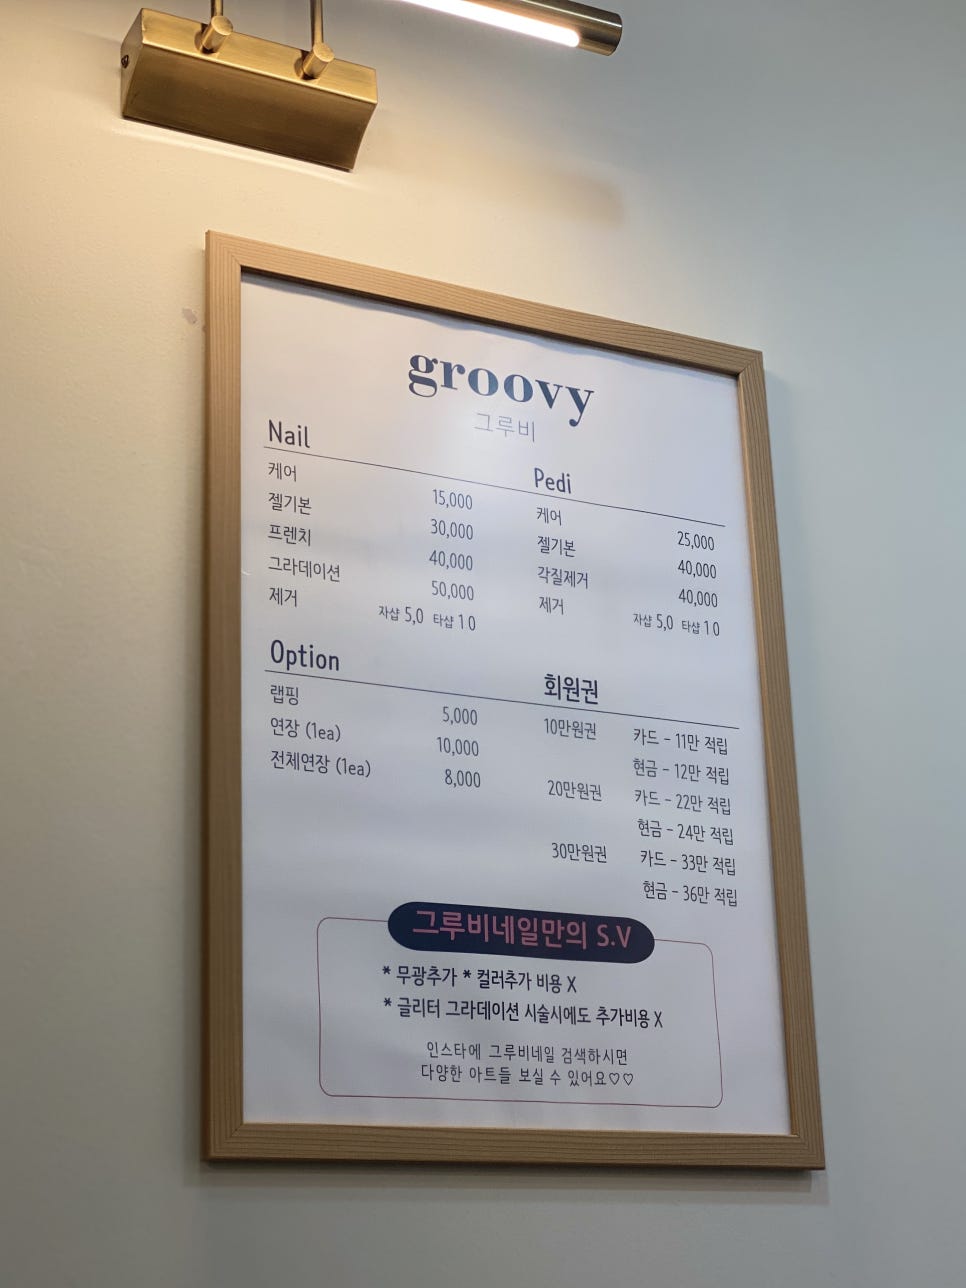 groovy
그루비
Nail
케어 15,000
젤기본 30,000
프렌치 40,000
그라데이션 50,000
제거 자샵 5,0 타샵 10
Pedi
케어 25,000
젤기본 40,000
각질제거 40,000
제거 자샵 5,0 타샵 10
Option
랩핑 5,000
연장 (1ea) 10,000
전체연장 (1ea) 8,000
회원권
10만원권 카드 - 11만 적립
현금 - 12만 적립
20만원권 카드 - 22만 적립
현금 - 24만 적립
30만원권 카드 - 33만 적립
현금 - 36만 적립
그루비네일만의 S.V
* 무광추가 * 컬러추가 비용 X
* 글리터 그라데이션 시술시에도 추가비용 X
인스타에 그루비네일 검색하시면
다양한 아트들 보실 수 있어요♡♡